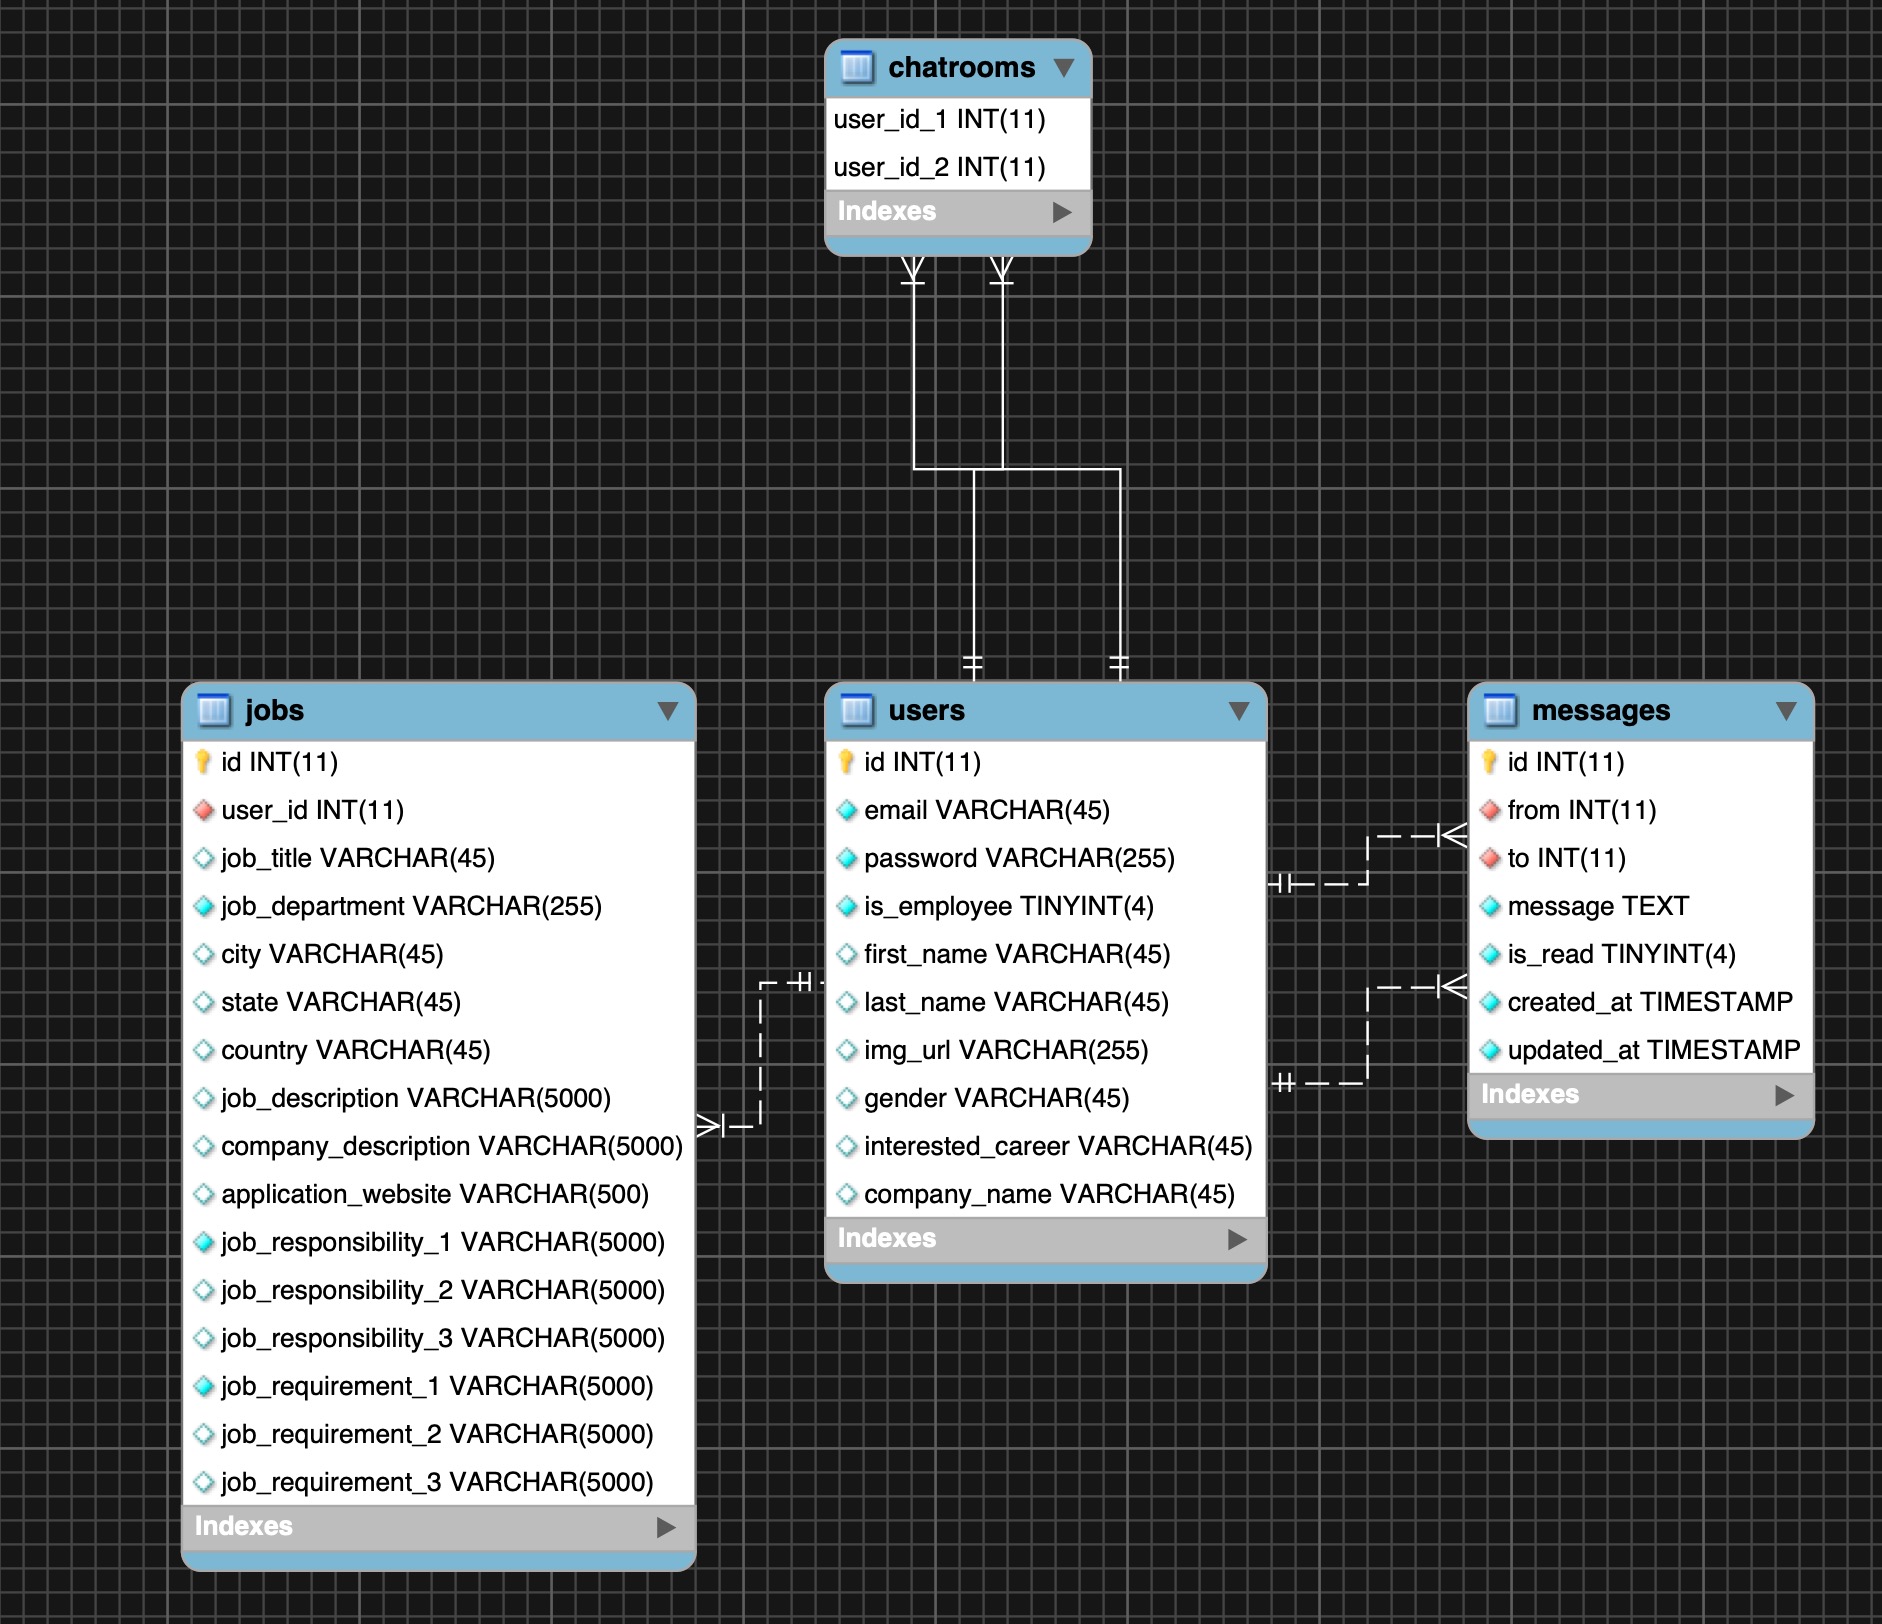 chatrooms
user_id_1 INT(11)
user_id_2 INT(11)
Indexes
jobs
id INT(11)
user_id INT(11)
job_title VARCHAR(45)
job_department VARCHAR(255)
city VARCHAR(45)
state VARCHAR(45)
country VARCHAR(45)
job_description VARCHAR(5000)
company_description VARCHAR(5000)
application_website VARCHAR(500)
job_responsibility_1 VARCHAR(5000)
job_responsibility_2 VARCHAR(5000)
job_responsibility_3 VARCHAR(5000)
job_requirement_1 VARCHAR(5000)
job_requirement_2 VARCHAR(5000)
job_requirement_3 VARCHAR(5000)
Indexes
users
id INT(11)
email VARCHAR(45)
password VARCHAR(255)
is_employee TINYINT(4)
first_name VARCHAR(45)
last_name VARCHAR(45)
img_url VARCHAR(255)
gender VARCHAR(45)
interested_career VARCHAR(45)
company_name VARCHAR(45)
Indexes
messages
id INT(11)
from INT(11)
to INT(11)
message TEXT
is_read TINYINT(4)
created_at TIMESTAMP
updated_at TIMESTAMP
Indexes